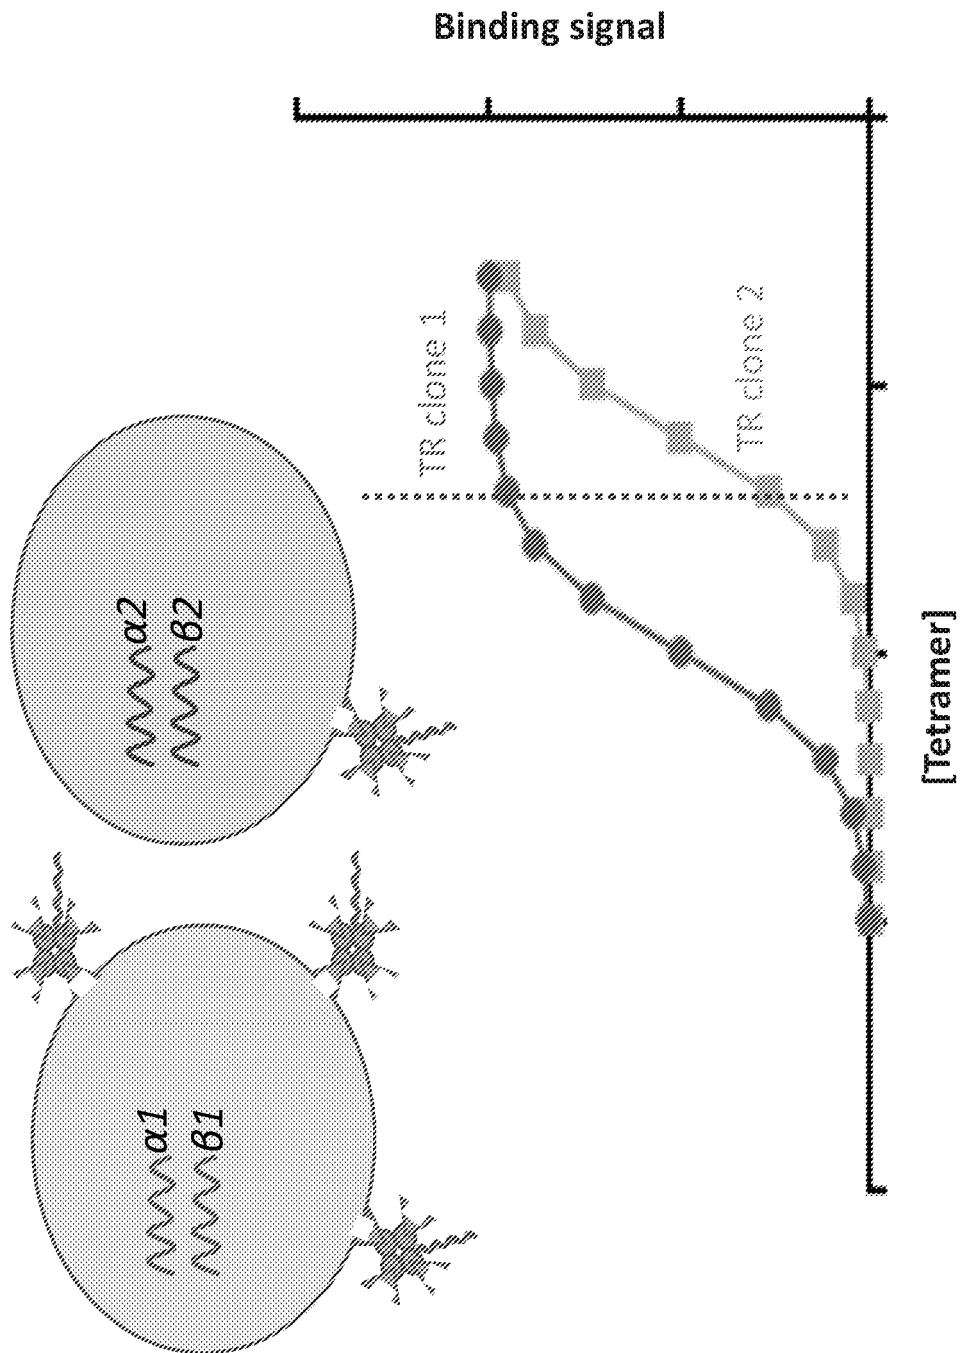 Binding signal
TR clone 1
TR clone 2
α2
β2
α1
β1
[Tetramer]